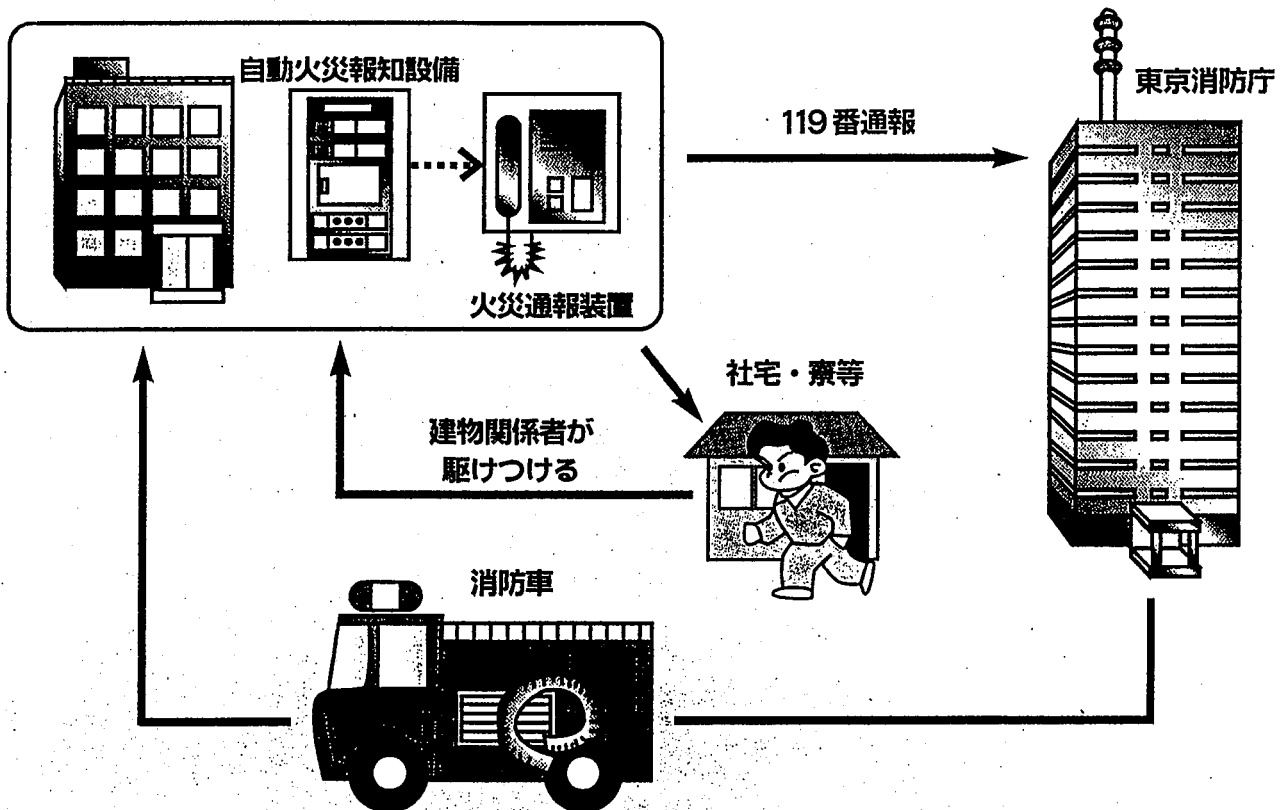 自動火災報知設備
火災通報装置
119番通報
東京消防庁
社宅・寮等
建物関係者が
駆けつける
消防車